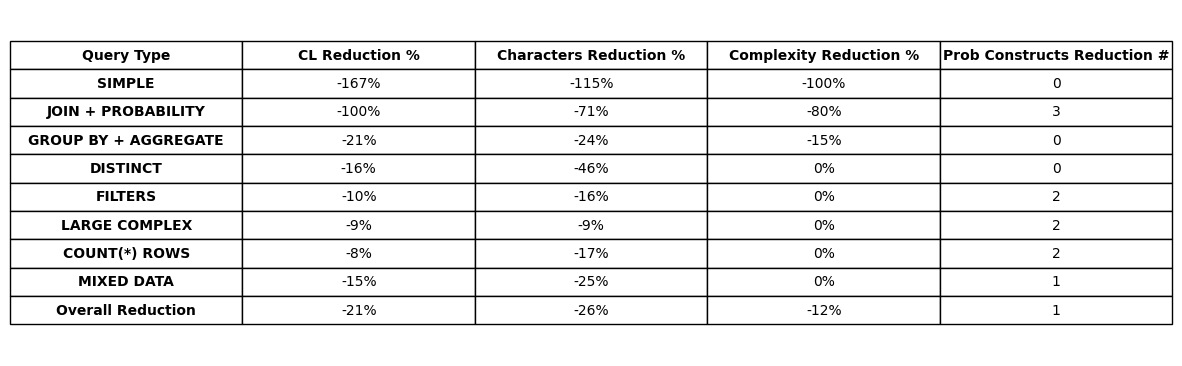 Query Type CL Reduction % Characters Reduction % Complexity Reduction % Prob Constructs Reduction #
SIMPLE -167% -115% -100% 0
JOIN + PROBABILITY -100% -71% -80% 3
GROUP BY + AGGREGATE -21% -24% -15% 0
DISTINCT -16% -46% 0% 0
FILTERS -10% -16% 0% 2
LARGE COMPLEX -9% -9% 0% 2
COUNT(*) ROWS -8% -17% 0% 2
MIXED DATA -15% -25% 0% 1
Overall Reduction -21% -26% -12% 1